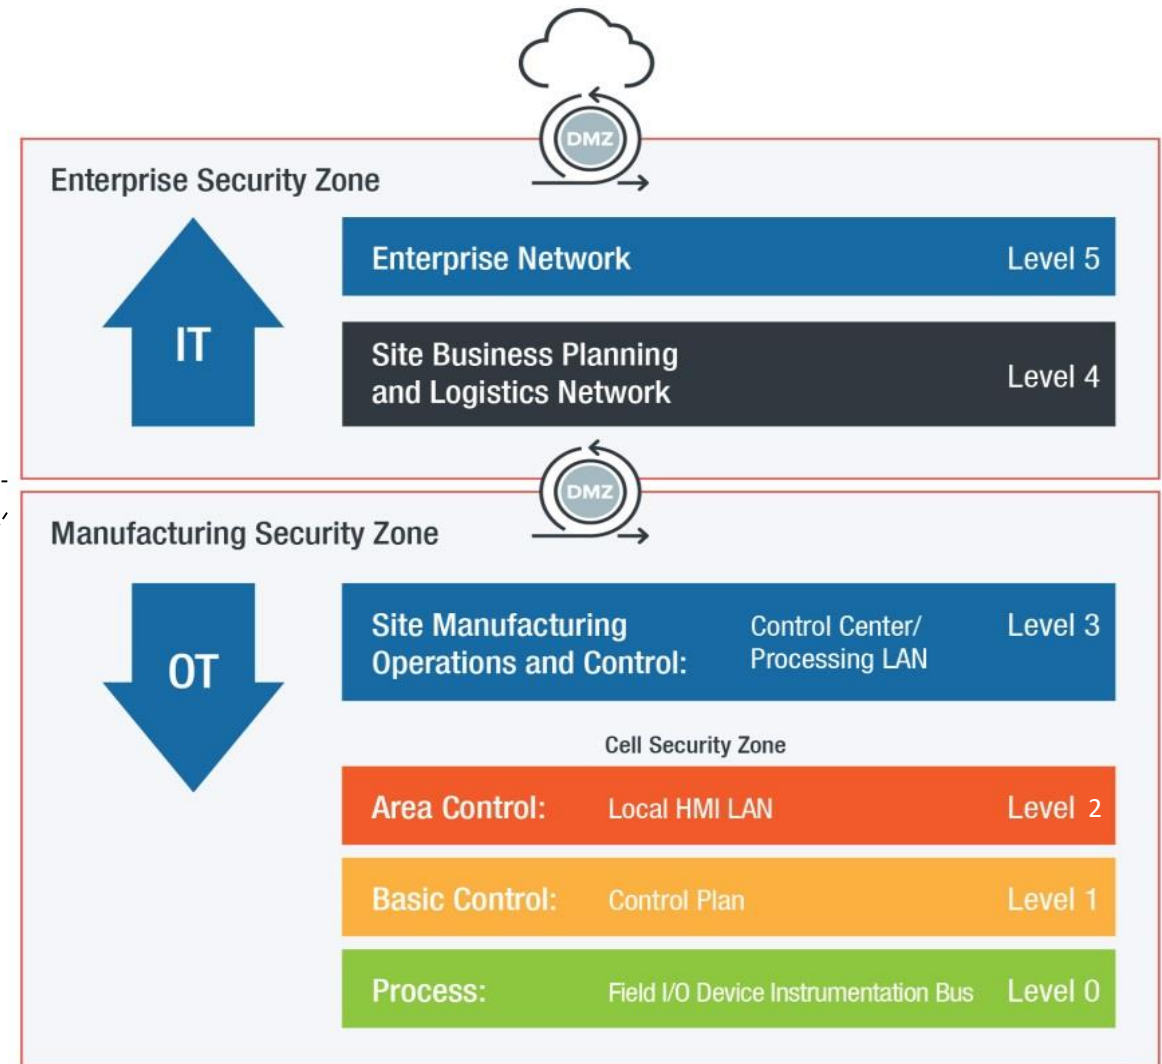 DMZ
Enterprise Security Zone
IT
Enterprise Network Level 5
Site Business Planning
and Logistics Network Level 4
DMZ
Manufacturing Security Zone
OT
Site Manufacturing
Operations and Control: Control Center/
Processing LAN Level 3
Cell Security Zone
Area Control: Local HMI LAN Level 2
Basic Control: Control Plan Level 1
Process: Field I/O Device Instrumentation Bus Level 0